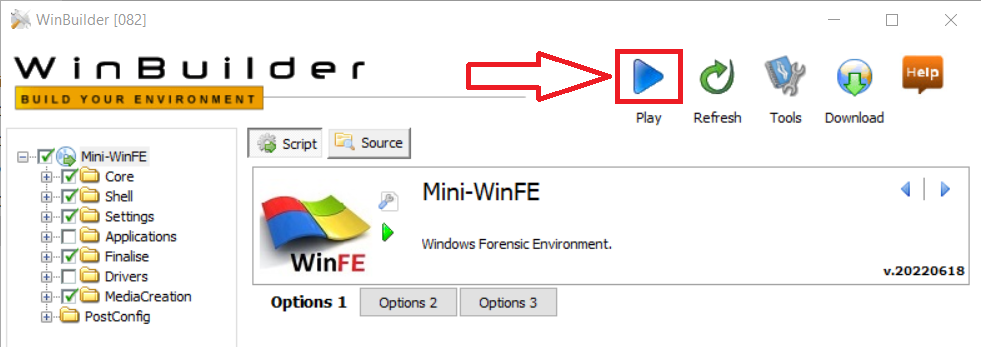 WinBuilder [082]
WinBuilder
BUILD YOUR ENVIRONMENT
Help
Play
Refresh
Tools
Download
Script
Source
Mini-WinFE
Core
Shell
Settings
Applications
Finalise
Drivers
MediaCreation
PostConfig
Mini-WinFE
Windows Forensic Environment.
WinFE
v.20220618
Options 1
Options 2
Options 3